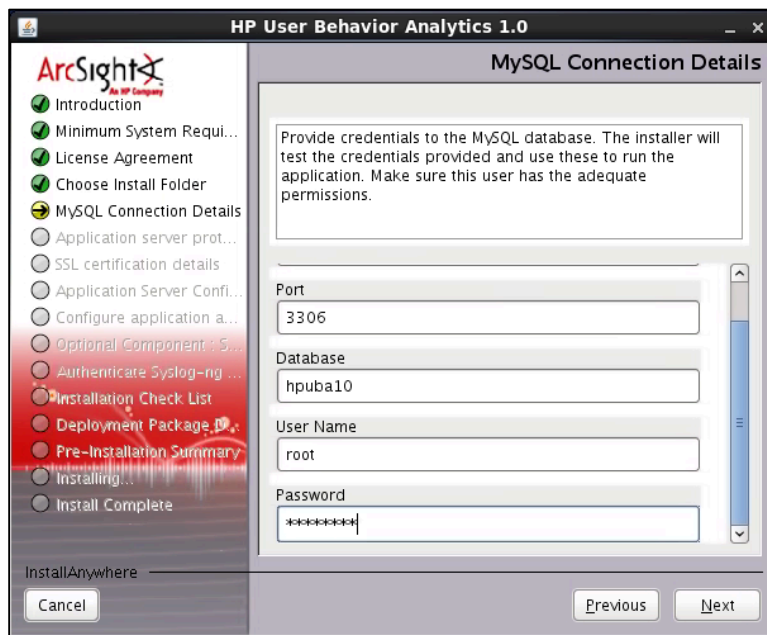 HP User Behavior Analytics 1.0
MySQL Connection Details
ArcSight
An HP Company
Introduction
Minimum System Requi...
License Agreement
Choose Install Folder
MySQL Connection Details
Application server prot...
SSL certification details
Application Server Confi...
Configure application a...
Optional Component : S...
Authenticate Syslog-ng ...
Installation Check List
Deployment Package D...
Pre-Installation Summary
Installing...
Install Complete
Provide credentials to the MySQL database. The installer will
test the credentials provided and use these to run the
application. Make sure this user has the adequate
permissions.
Port
3306
Database
hpuba10
User Name
root
Password
********
InstallAnywhere
Cancel
Previous
Next